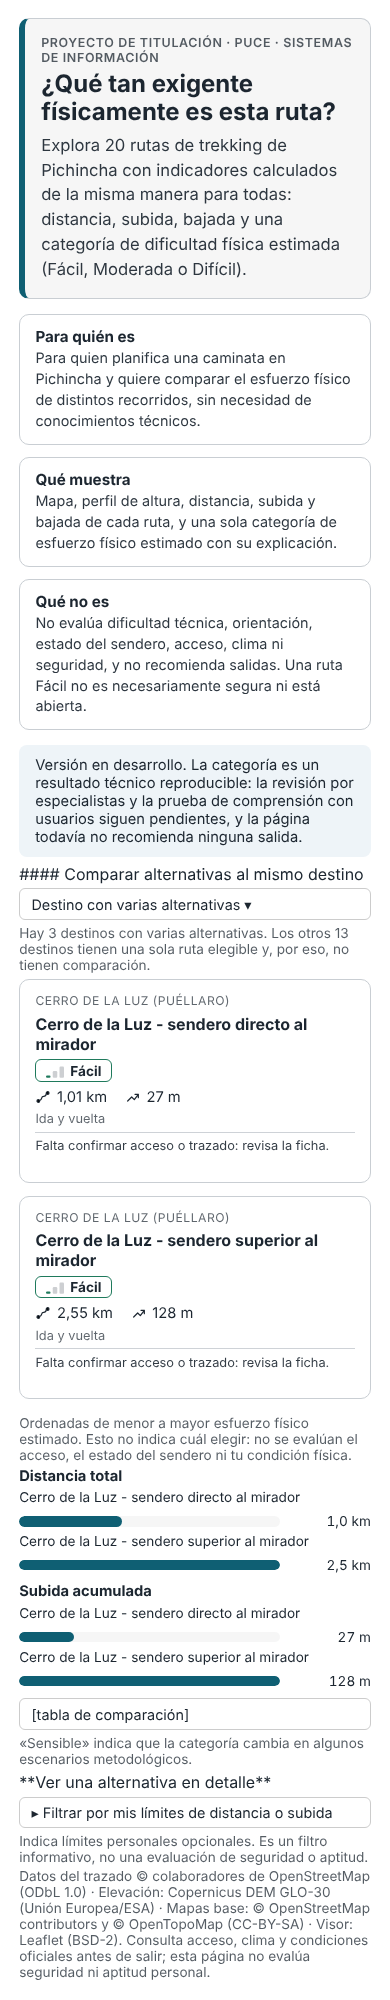 PROYECTO DE TITULACIÓN · PUCE · SISTEMAS
DE INFORMACIÓN
¿Qué tan exigente
físicamente es esta ruta?
Explora 20 rutas de trekking de
Pichincha con indicadores calculados
de la misma manera para todas:
distancia, subida, bajada y una
categoría de dificultad física estimada
(Fácil, Moderada o Difícil).
Para quién es
Para quien planifica una caminata en
Pichincha y quiere comparar el esfuerzo físico
de distintos recorridos, sin necesidad de
conocimientos técnicos.
Qué muestra
Mapa, perfil de altura, distancia, subida y
bajada de cada ruta, y una sola categoría de
esfuerzo físico estimado con su explicación.
Qué no es
No evalúa dificultad técnica, orientación,
estado del sendero, acceso, clima ni
seguridad, y no recomienda salidas. Una ruta
Fácil no es necesariamente segura ni está
abierta.
Versión en desarrollo. La categoría es un
resultado técnico reproducible: la revisión por
especialistas y la prueba de comprensión con
usuarios siguen pendientes, y la página
todavía no recomienda ninguna salida.
#### Comparar alternativas al mismo destino
Destino con varias alternativas ▾
Hay 3 destinos con varias alternativas. Los otros 13
destinos tienen una sola ruta elegible y, por eso, no
tienen comparación.
CERRO DE LA LUZ (PUÉLLARO)
Cerro de la Luz - sendero directo al
mirador
Fácil
1,01 km 27 m
Ida y vuelta
Falta confirmar acceso o trazado: revisa la ficha.
CERRO DE LA LUZ (PUÉLLARO)
Cerro de la Luz - sendero superior al
mirador
Fácil
2,55 km 128 m
Ida y vuelta
Falta confirmar acceso o trazado: revisa la ficha.
Ordenadas de menor a mayor esfuerzo físico
estimado. Esto no indica cuál elegir: no se evalúan el
acceso, el estado del sendero ni tu condición física.
Distancia total
Cerro de la Luz - sendero directo al mirador
1,0 km
Cerro de la Luz - sendero superior al mirador
2,5 km
Subida acumulada
Cerro de la Luz - sendero directo al mirador
27 m
Cerro de la Luz - sendero superior al mirador
128 m
[tabla de comparación]
«Sensible» indica que la categoría cambia en algunos
escenarios metodológicos.
**Ver una alternativa en detalle**
▸ Filtrar por mis límites de distancia o subida
Indica límites personales opcionales. Es un filtro
informativo, no una evaluación de seguridad o aptitud.
Datos del trazado © colaboradores de OpenStreetMap
(ODbL 1.0) · Elevación: Copernicus DEM GLO-30
(Unión Europea/ESA) · Mapas base: © OpenStreetMap
contributors y © OpenTopoMap (CC-BY-SA) · Visor:
Leaflet (BSD-2). Consulta acceso, clima y condiciones
oficiales antes de salir; esta página no evalúa
seguridad ni aptitud personal.